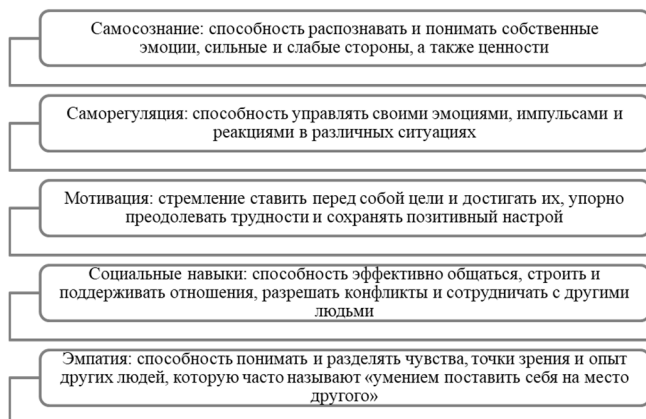 Самосознание: способность распознавать и понимать собственные
эмоции, сильные и слабые стороны, а также ценности
Саморегуляция: способность управлять своими эмоциями, импульсами и
реакциями в различных ситуациях
Мотивация: стремление ставить перед собой цели и достигать их, упорно
преодолевать трудности и сохранять позитивный настрой
Социальные навыки: способность эффективно общаться, строить и
поддерживать отношения, разрешать конфликты и сотрудничать с другими
людьми
Эмпатия: способность понимать и разделять чувства, точки зрения и опыт
других людей, которую часто называют «умением поставить себя на место
другого»